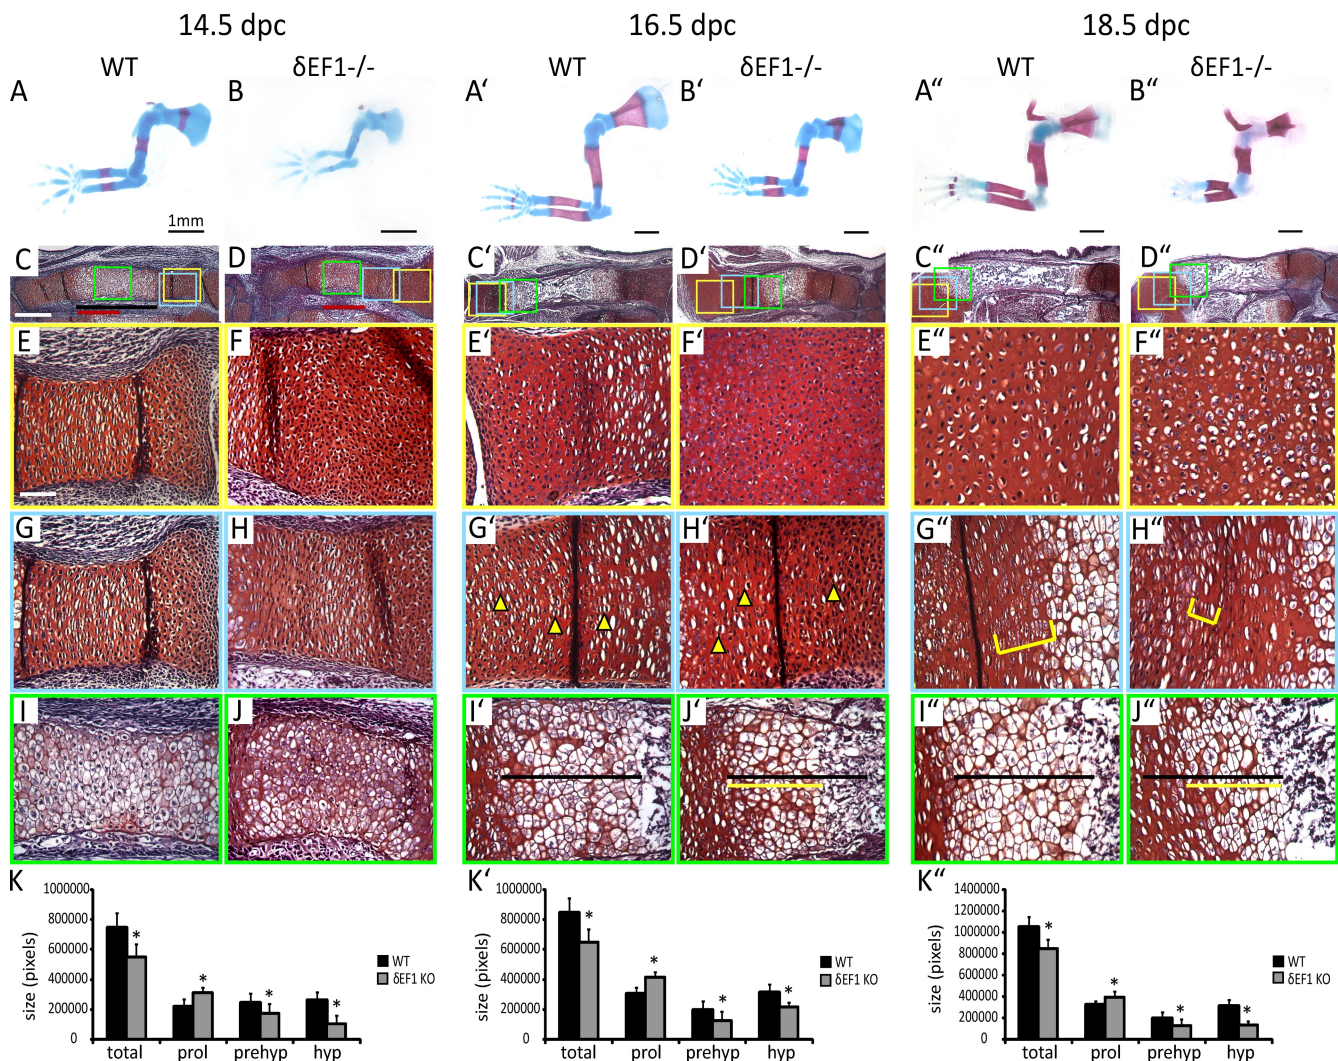 14.5 dpc 16.5 dpc 18.5 dpc
WT δEF1-/- WT δEF1-/- WT δEF1-/-
A B A‘ B‘ A“ B“
1mm
C D C‘ D‘ C“ D“
E F E‘ F‘ E“ F“
G H G‘ H‘ G“ H“
I J I‘ J‘ I“ J“
K
size (pixels)
1000000
800000
600000
400000
200000
0
* * * *
total prol prehyp hyp
WT
δEF1 KO
K‘
size (pixels)
1000000
800000
600000
400000
200000
0
* * * *
total prol prehyp hyp
WT
δEF1 KO
K“
size (pixels)
1400000
1200000
1000000
800000
600000
400000
200000
0
* * * *
total prol prehyp hyp
WT
δEF1 KO